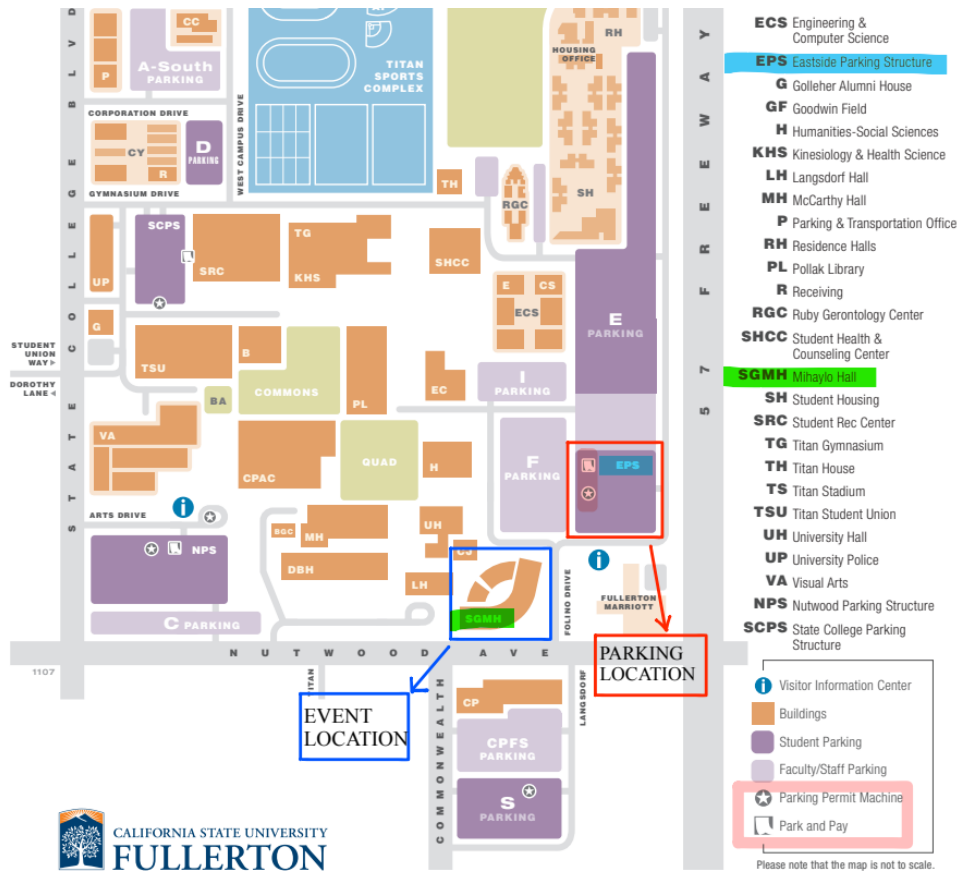 CC
P
A-South
PARKING
TITAN
SPORTS
COMPLEX
RH
HOUSING
OFFICE
STATE COLLEGE BLVD
CORPORATION DRIVE
WEST CAMPUS DRIVE
CY
R
D
PARKING
GYMNASIUM DRIVE
TH
RGC
SH
57 FREEWAY
SCPS
SRC
TG
KHS
SHCC
UP
G
E
CS
ECS
E
PARKING
STUDENT
UNION
WAY
DOROTHY
LANE
TSU
B
COMMONS
BA
PL
EC
I
PARKING
VA
CPAC
QUAD
H
F
PARKING
EPS
ARTS DRIVE
NPS
BGC
MH
UH
CJ
DBH
LH
SGMH
C PARKING
FOLINO DRIVE
FULLERTON
MARRIOTT
NUTWOOD AVE
1107
TITAN
EVENT
LOCATION
PARKING
LOCATION
COMMONWEALTH
LANGSDORF
CP
CPFS
PARKING
S
PARKING
CALIFORNIA STATE UNIVERSITY
FULLERTON
ECS Engineering &
Computer Science
EPS Eastside Parking Structure
G Golleher Alumni House
GF Goodwin Field
H Humanities-Social Sciences
KHS Kinesiology & Health Science
LH Langsdorf Hall
MH McCarthy Hall
P Parking & Transportation Office
RH Residence Halls
PL Pollak Library
R Receiving
RGC Ruby Gerontology Center
SHCC Student Health &
Counseling Center
SGMH Mihaylo Hall
SH Student Housing
SRC Student Rec Center
TG Titan Gymnasium
TH Titan House
TS Titan Stadium
TSU Titan Student Union
UH University Hall
UP University Police
VA Visual Arts
NPS Nutwood Parking Structure
SCPS State College Parking
Structure
Visitor Information Center
Buildings
Student Parking
Faculty/Staff Parking
Parking Permit Machine
Park and Pay
Please note that the map is not to scale.